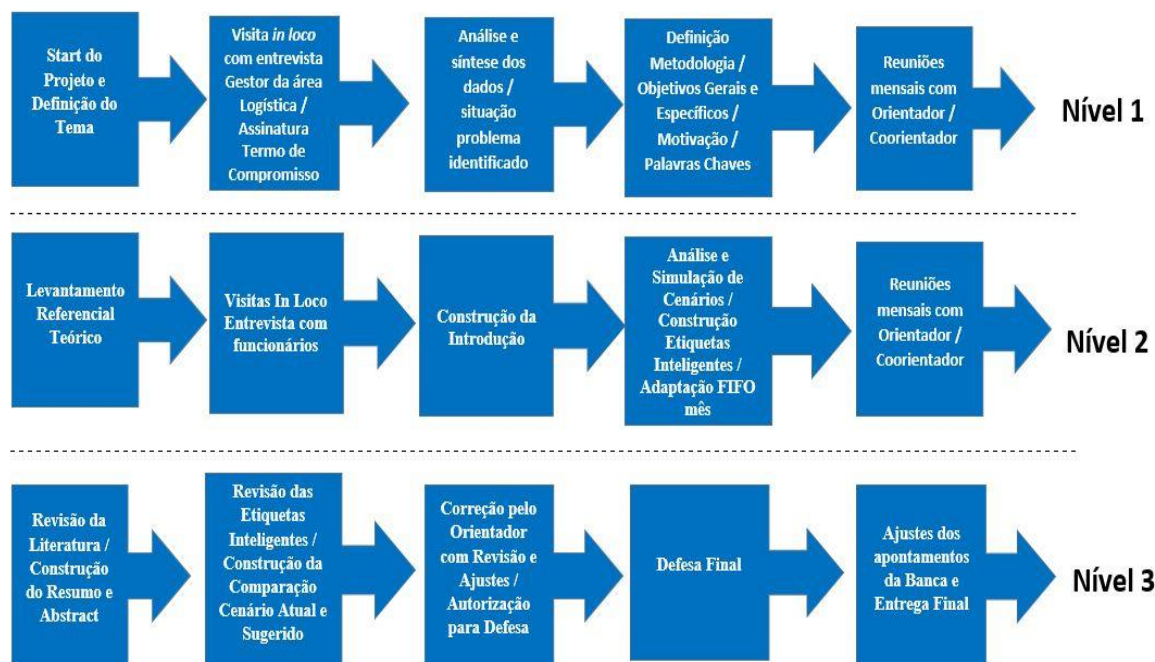 Start do
Projeto e
Definição do
Tema
Visita in loco
com entrevista
Gestor da área
Logística /
Assinatura
Termo de
Compromisso
Análise e
síntese dos
dados /
situação
problema
identificado
Definição
Metodologia /
Objetivos Gerais e
Específicos /
Motivação /
Palavras Chaves
Reuniões
mensais com
Orientador /
Coorientador
Nível 1
Levantamento
Referencial
Teórico
Visitas In Loco
Entrevista com
funcionários
Construção da
Introdução
Análise e
Simulação de
Cenários /
Construção
Etiquetas
Inteligentes /
Adaptação FIFO
mês
Reuniões
mensais com
Orientador /
Coorientador
Nível 2
Revisão da
Literatura /
Construção
do Resumo e
Abstract
Revisão das
Etiquetas
Inteligentes /
Construção da
Comparação
Cenário Atual e
Sugerido
Correção pelo
Orientador
com Revisão e
Ajustes /
Autorização
para Defesa
Defesa Final
Ajustes dos
apontamentos
da Banca e
Entrega Final
Nível 3